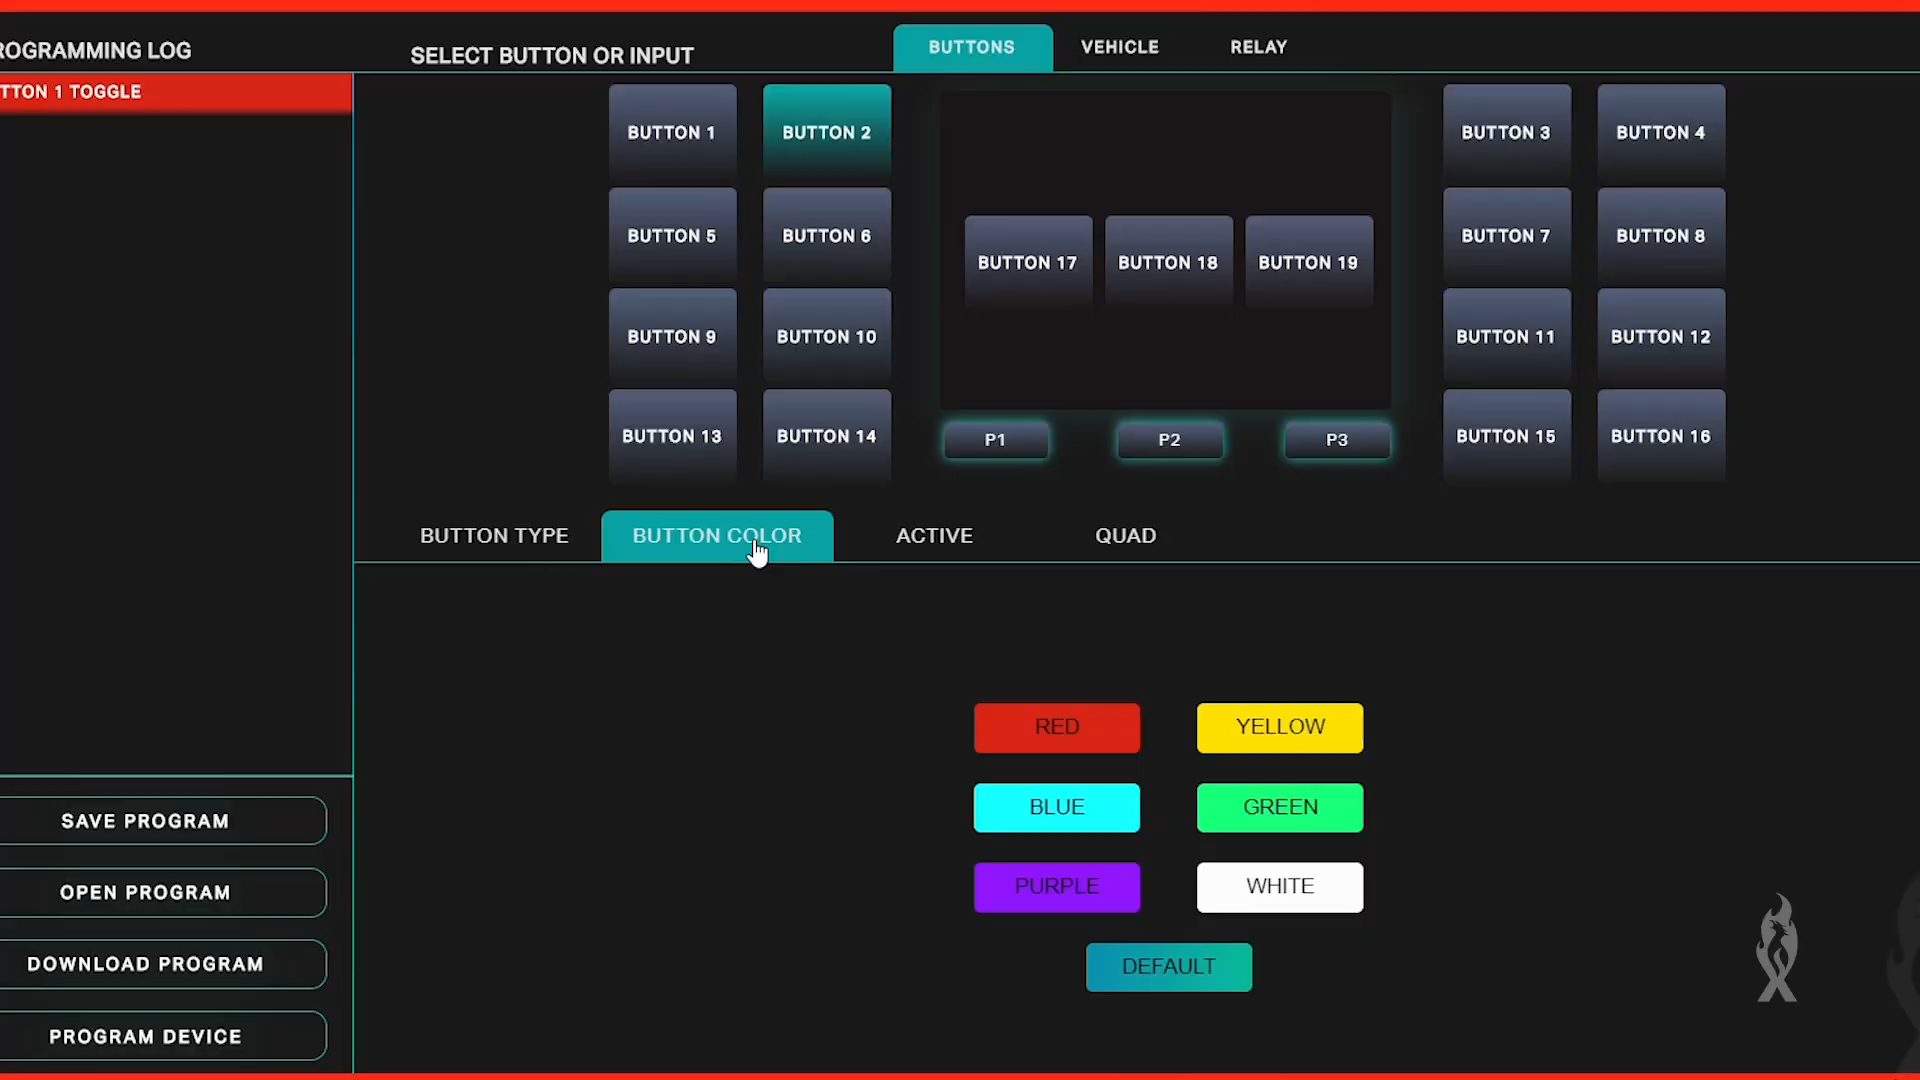 ROGRAMMING LOG
SELECT BUTTON OR INPUT
BUTTONS
VEHICLE
RELAY
TTON 1 TOGGLE
BUTTON 1
BUTTON 2
BUTTON 3
BUTTON 4
BUTTON 5
BUTTON 6
BUTTON 7
BUTTON 8
BUTTON 17
BUTTON 18
BUTTON 19
BUTTON 9
BUTTON 10
BUTTON 11
BUTTON 12
BUTTON 13
BUTTON 14
P1
P2
P3
BUTTON 15
BUTTON 16
BUTTON TYPE
BUTTON COLOR
ACTIVE
QUAD
RED
YELLOW
BLUE
GREEN
PURPLE
WHITE
DEFAULT
SAVE PROGRAM
OPEN PROGRAM
DOWNLOAD PROGRAM
PROGRAM DEVICE